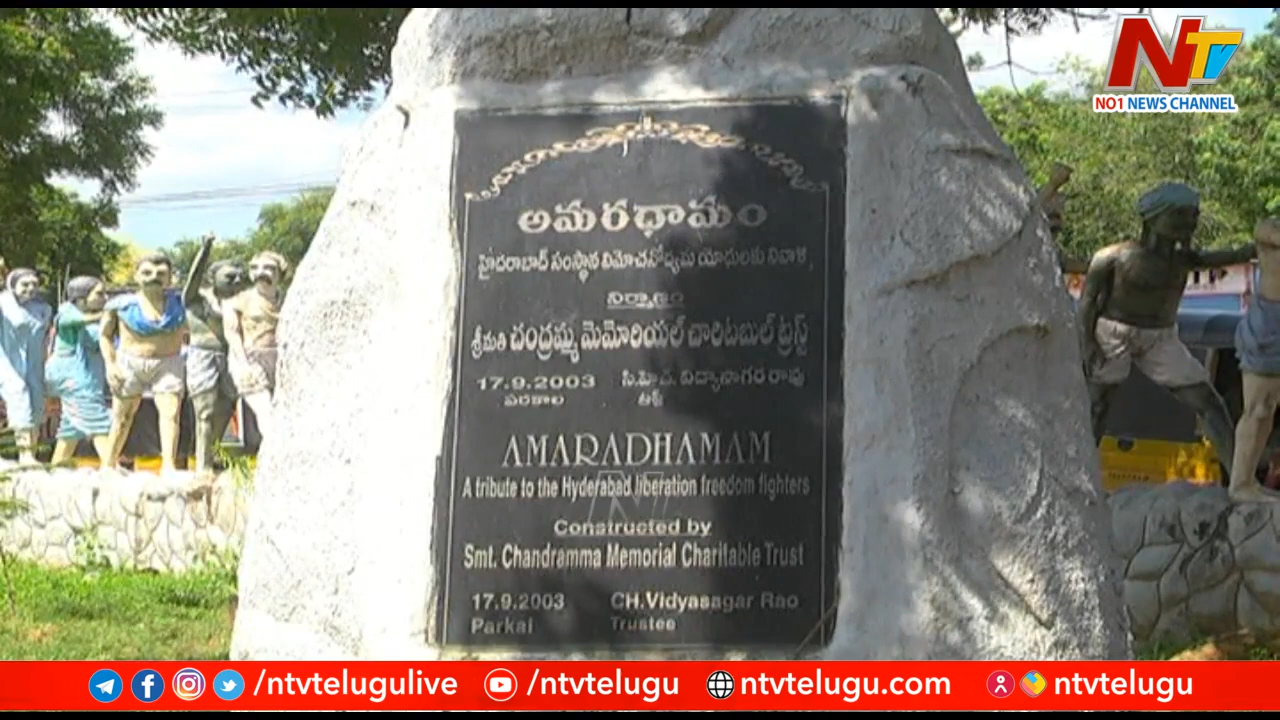 NTV
NO1 NEWS CHANNEL
అమరధామం
హైదరాబాద్ సంస్థాన విమోచనోద్యమ యోధులకు నివాళి,
నిర్మాణం
శ్రీమతి చంద్రమ్మ మెమోరియల్ చారిటబుల్ ట్రస్ట్
17.9.2003 సి.హెచ్. విద్యాసాగర రావు
పరకాల ట్రస్టీ
AMARADHAMAM
A tribute to the Hyderabad liberation freedom fighters
Constructed by
Smt. Chandramma Memorial Charitable Trust
17.9.2003 CH.Vidyasagar Rao
Parkal Trustee
/ntvtelugulive /ntvtelugu ntvtelugu.com ntvtelugu